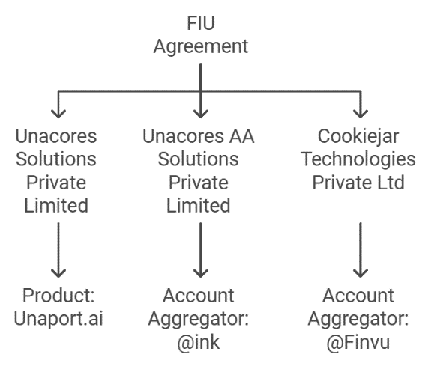 FIU
Agreement
Unacores
Solutions
Private
Limited
Unacores AA
Solutions
Private
Limited
Cookiejar
Technologies
Private Ltd
Product:
Unaport.ai
Account
Aggregator:
@ink
Account
Aggregator:
@Finvu